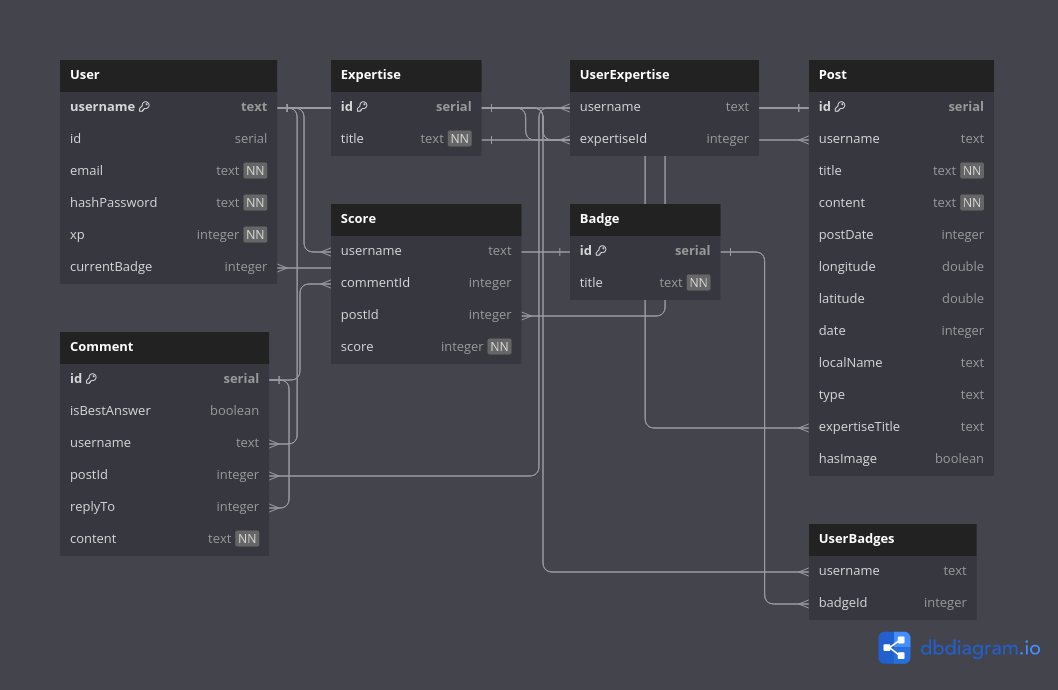 User
username text
id serial
email text NN
hashPassword text NN
xp integer NN
currentBadge integer
Expertise
id serial
title text NN
UserExpertise
username text
expertiseId integer
Post
id serial
username text
title text NN
content text NN
postDate integer
longitude double
latitude double
date integer
localName text
type text
expertiseTitle text
hasImage boolean
Score
username text
commentId integer
postId integer
score integer NN
Badge
id serial
title text NN
Comment
id serial
isBestAnswer boolean
username text
postId integer
replyTo integer
content text NN
UserBadges
username text
badgeId integer
dbdiagram.io